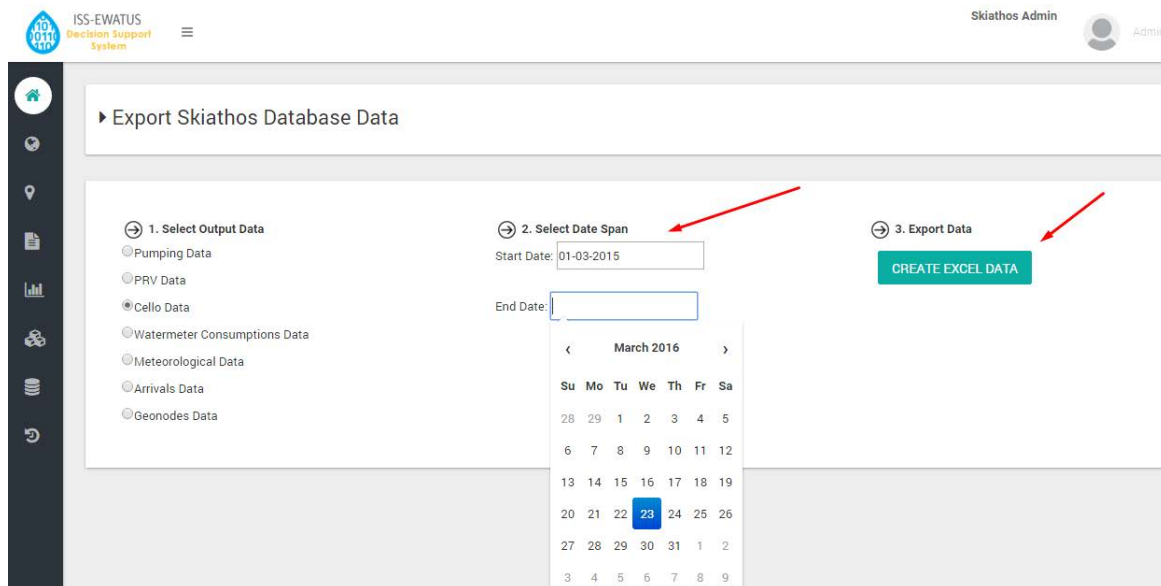 ISS-EWATUS
Decision Support
System
Skiathos Admin
Admin
Export Skiathos Database Data
1. Select Output Data
Pumping Data
PRV Data
Cello Data
Watermeter Consumptions Data
Meteorological Data
Arrivals Data
Geonodes Data
2. Select Date Span
Start Date: 01-03-2015
End Date:
‹ March 2016 ›
Su Mo Tu We Th Fr Sa
28 29 1 2 3 4 5
6 7 8 9 10 11 12
13 14 15 16 17 18 19
20 21 22 23 24 25 26
27 28 29 30 31 1 2
3 4 5 6 7 8 9
3. Export Data
CREATE EXCEL DATA